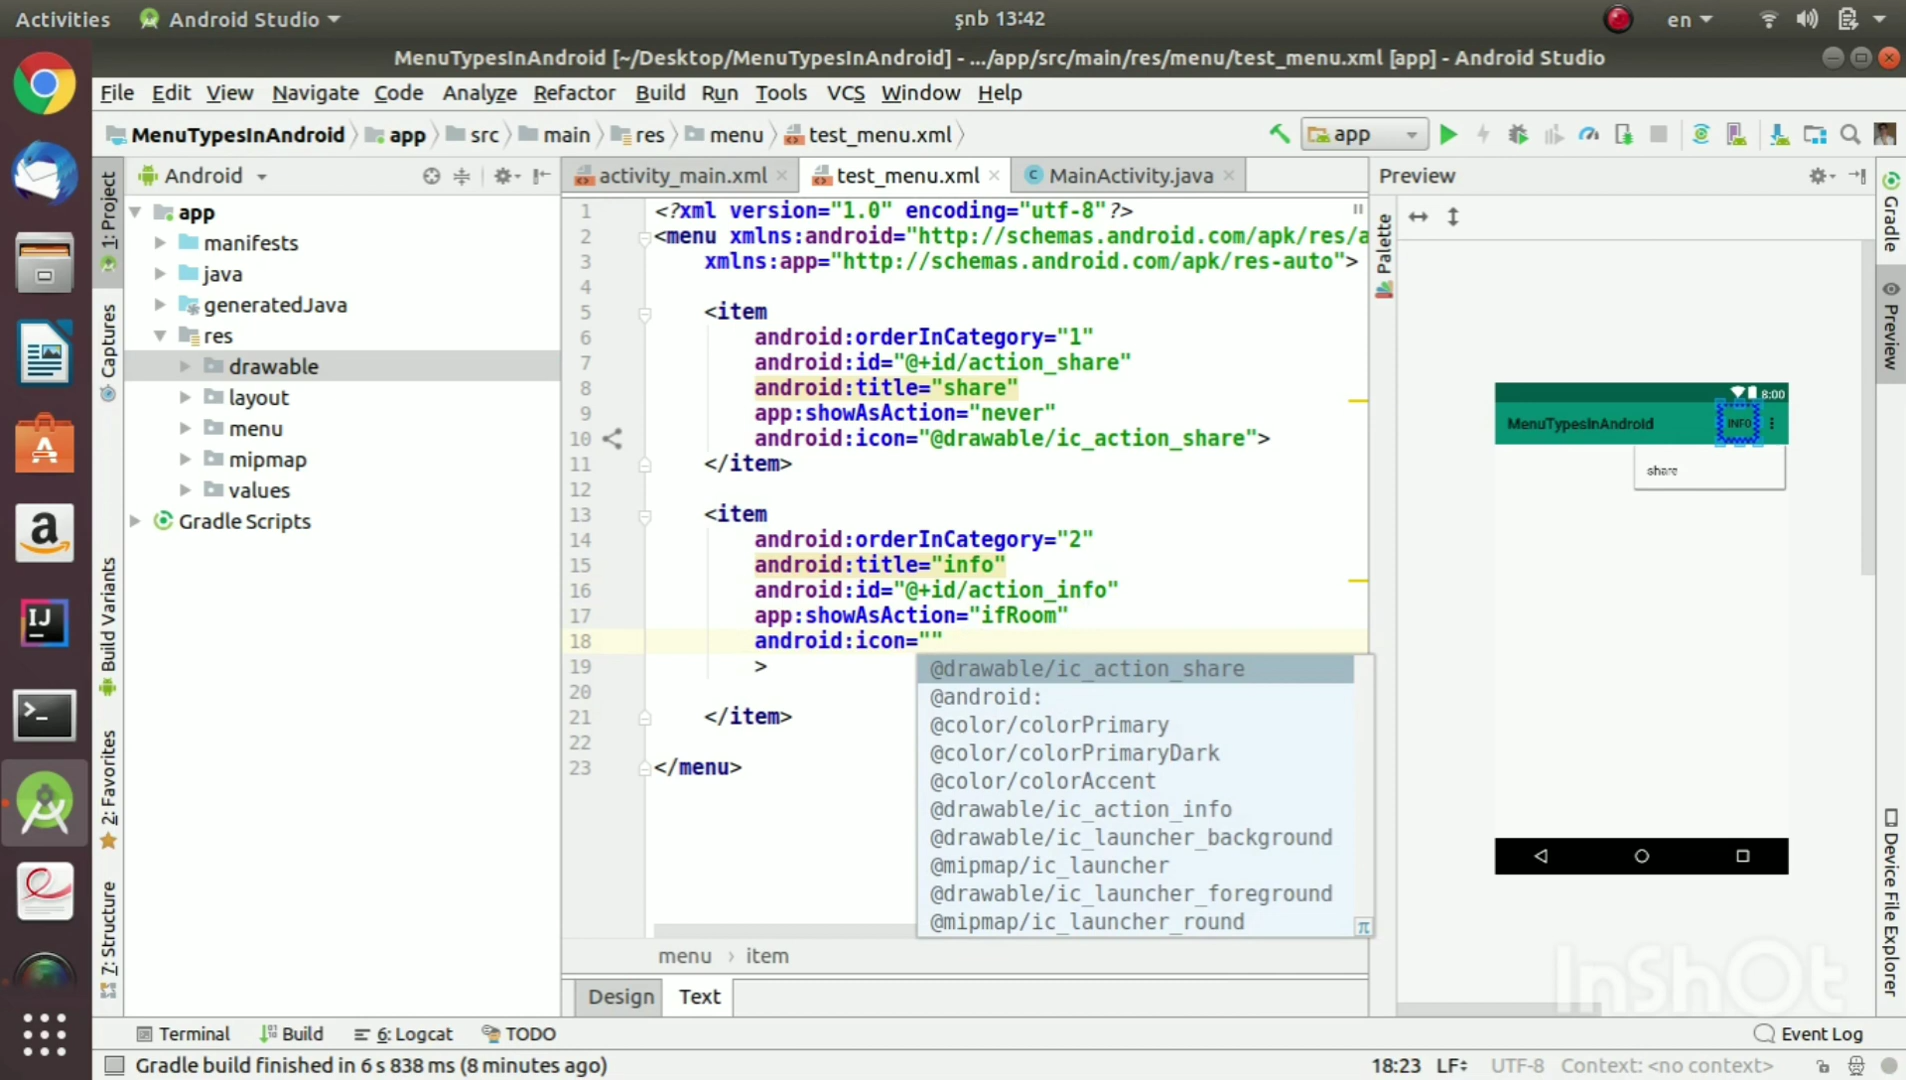 Activities
Android Studio
şnb 13:42
en
MenuTypesInAndroid [~/Desktop/MenuTypesInAndroid] - .../app/src/main/res/menu/test_menu.xml [app] - Android Studio
File Edit View Navigate Code Analyze Refactor Build Run Tools VCS Window Help
MenuTypesInAndroid app src main res menu test_menu.xml
app
1: Project
Captures
Build Variants
2: Favorites
7: Structure
Android
app
manifests
java
generatedJava
res
drawable
layout
menu
mipmap
values
Gradle Scripts
activity_main.xml
test_menu.xml
MainActivity.java
1 <?xml version="1.0" encoding="utf-8"?>
2 <menu xmlns:android="http://schemas.android.com/apk/res/a
3 xmlns:app="http://schemas.android.com/apk/res-auto">
4
5 <item
6 android:orderInCategory="1"
7 android:id="@+id/action_share"
8 android:title="share"
9 app:showAsAction="never"
10 android:icon="@drawable/ic_action_share">
11 </item>
12
13 <item
14 android:orderInCategory="2"
15 android:title="info"
16 android:id="@+id/action_info"
17 app:showAsAction="ifRoom"
18 android:icon=""
19 >
20
21 </item>
22
23 </menu>
@drawable/ic_action_share
@android:
@color/colorPrimary
@color/colorPrimaryDark
@color/colorAccent
@drawable/ic_action_info
@drawable/ic_launcher_background
@mipmap/ic_launcher
@drawable/ic_launcher_foreground
@mipmap/ic_launcher_round
π
menu › item
Design
Text
Preview
Palette
8:00
MenuTypesInAndroid
INFO
share
Gradle
Preview
Device File Explorer
InShOt
Terminal
Build
6: Logcat
TODO
Event Log
Gradle build finished in 6 s 838 ms (8 minutes ago)
18:23
LF
UTF-8
Context: <no context>